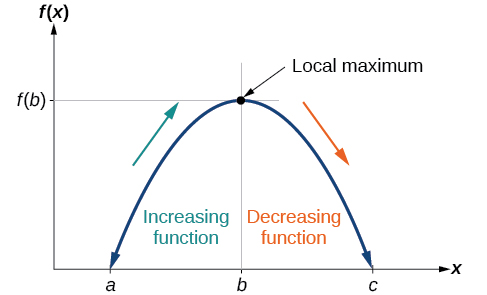 f(x)
Local maximum
f(b)
Increasing
function
Decreasing
function
x
a
b
c